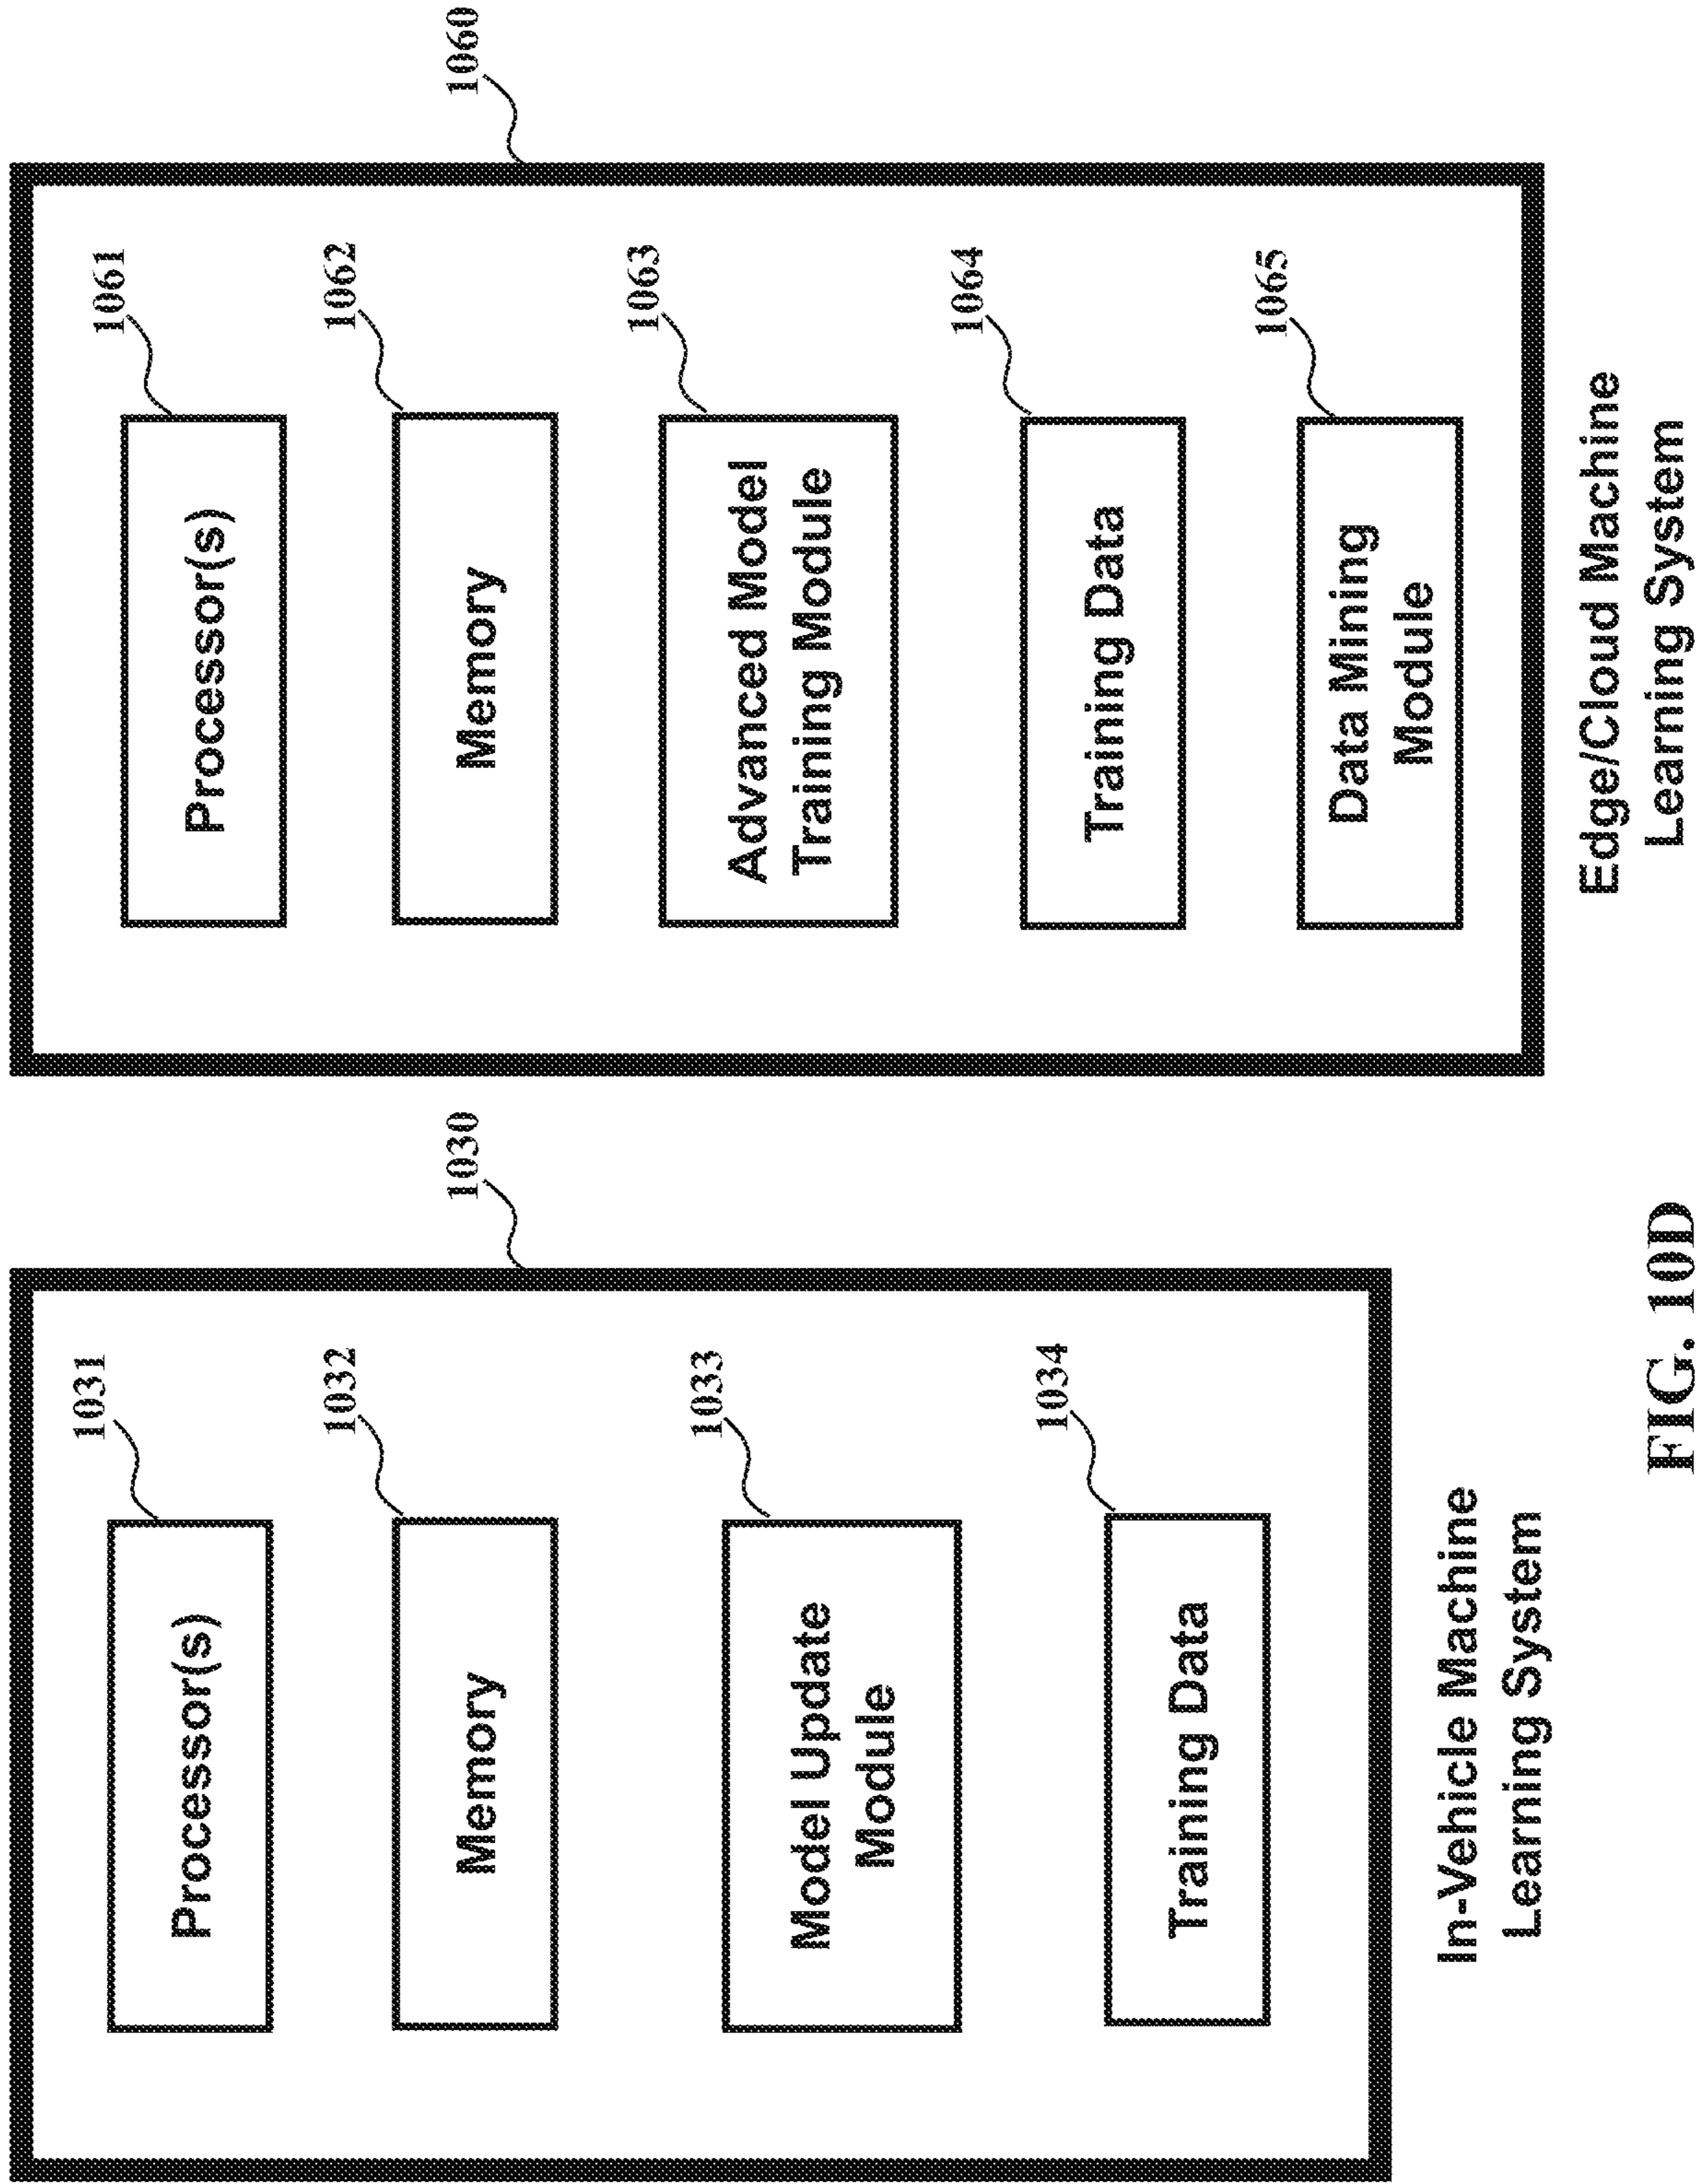 1030
1031
Processor(s)
1032
Memory
1033
Model Update
Module
1034
Training Data
In-Vehicle Machine
Learning System
1060
1061
Processor(s)
1062
Memory
1063
Advanced Model
Training Module
1064
Training Data
1065
Data Mining
Module
Edge/Cloud Machine
Learning System
FIG. 10D